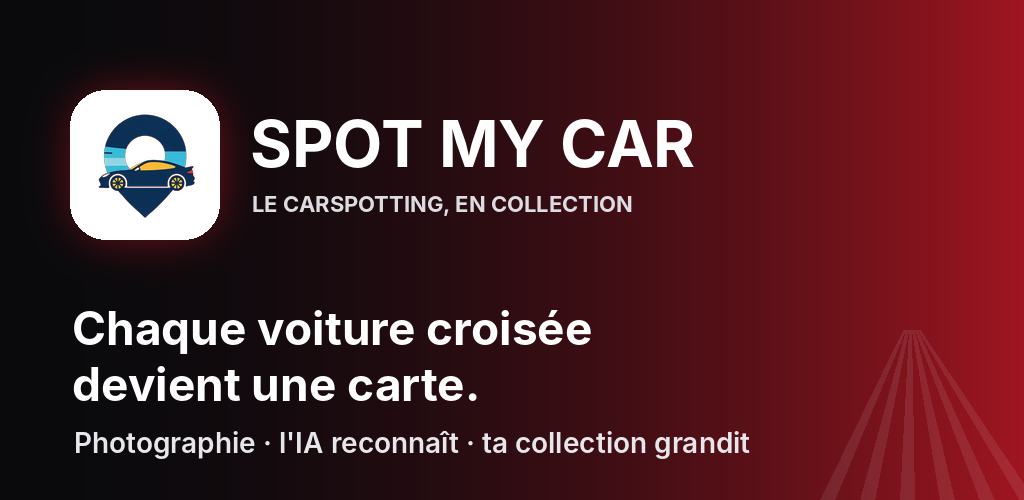 SPOT MY CAR
LE CARSPOTTING, EN COLLECTION
Chaque voiture croisée
devient une carte.
Photographie · l'IA reconnaît · ta collection grandit